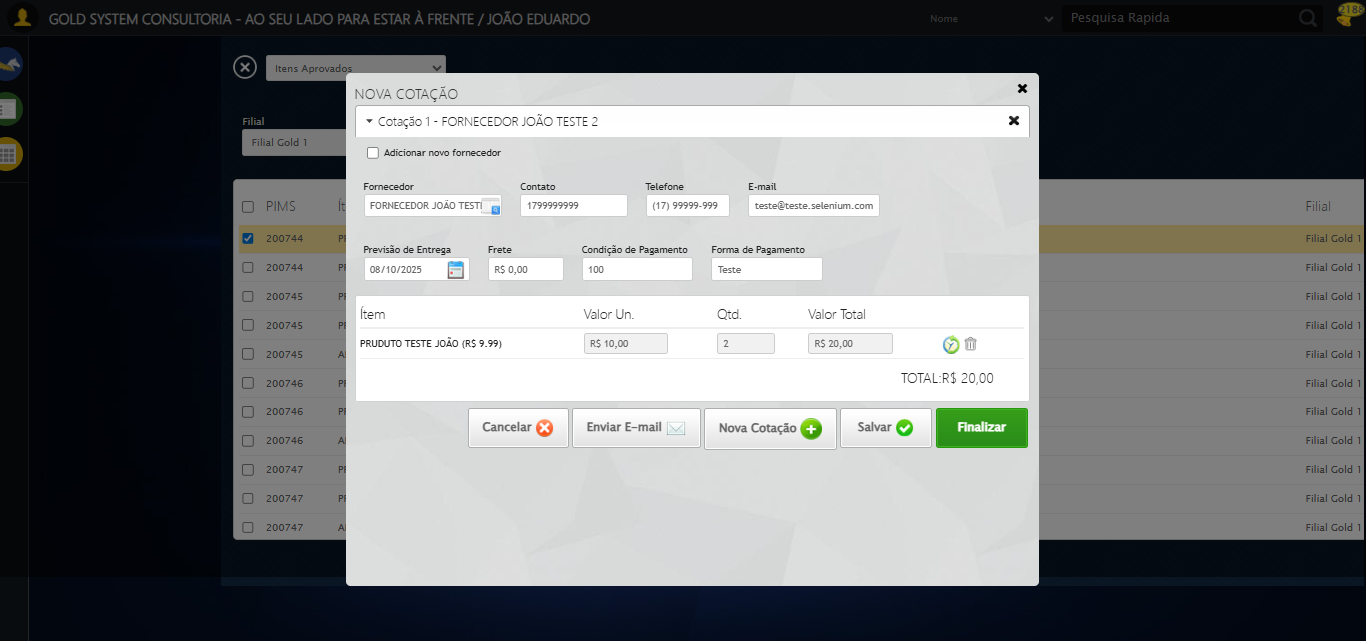 GOLD SYSTEM CONSULTORIA - AO SEU LADO PARA ESTAR À FRENTE / JOÃO EDUARDO
Nome
Pesquisa Rapida
2188
Itens Aprovados
Filial
Filial Gold 1
NOVA COTAÇÃO
Cotação 1 - FORNECEDOR JOÃO TESTE 2
Adicionar novo fornecedor
Fornecedor Contato Telefone E-mail
FORNECEDOR JOÃO TESTE 1799999999 (17) 99999-999 teste@teste.selenium.com
Previsão de Entrega Frete Condição de Pagamento Forma de Pagamento
08/10/2025 R$ 0,00 100 Teste
Ítem Valor Un. Qtd. Valor Total
PRUDUTO TESTE JOÃO (R$ 9.99) R$ 10,00 2 R$ 20,00
TOTAL:R$ 20,00
Cancelar Enviar E-mail Nova Cotação Salvar Finalizar
PIMS Filial
200744 Filial Gold 1
200744 Filial Gold 1
200745 Filial Gold 1
200745 Filial Gold 1
200745 Filial Gold 1
200746 Filial Gold 1
200746 Filial Gold 1
200746 Filial Gold 1
200747 Filial Gold 1
200747 Filial Gold 1
200747 Filial Gold 1